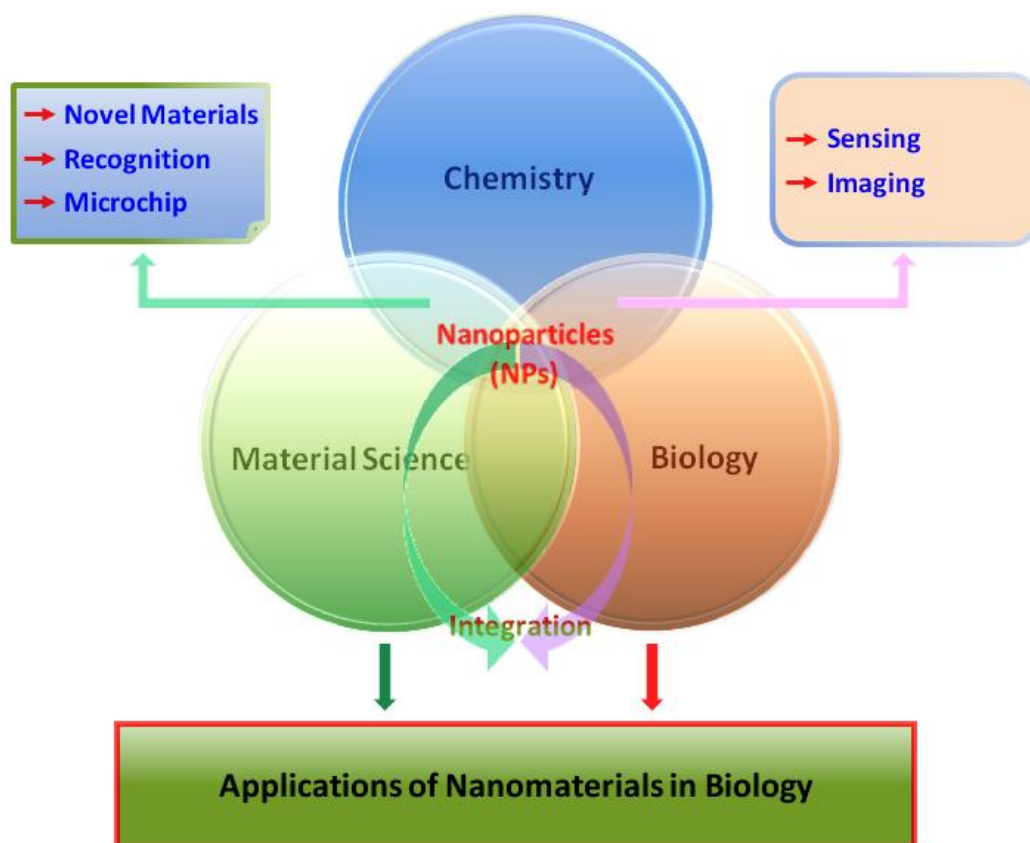 Novel Materials
Recognition
Microchip
Chemistry
Sensing
Imaging
Nanoparticles
(NPs)
Material Science
Biology
Integration
Applications of Nanomaterials in Biology